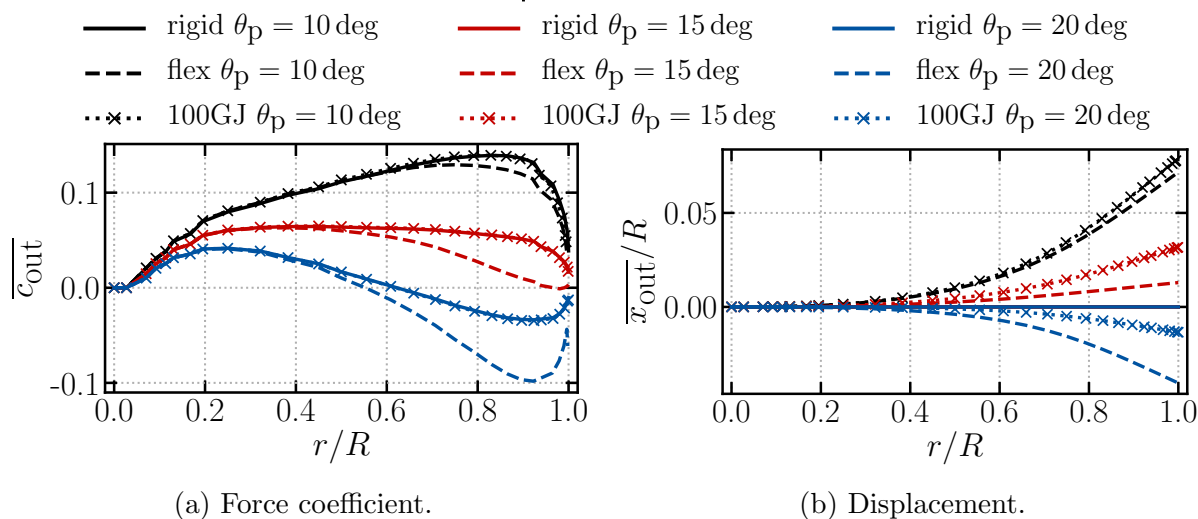 rigid θp = 10 deg rigid θp = 15 deg rigid θp = 20 deg
flex θp = 10 deg flex θp = 15 deg flex θp = 20 deg
100GJ θp = 10 deg 100GJ θp = 15 deg 100GJ θp = 20 deg
0.1
0.0
-0.1
c̅out
0.0 0.2 0.4 0.6 0.8 1.0
r/R
(a) Force coefficient.
0.05
0.00
x̅out/R
0.0 0.2 0.4 0.6 0.8 1.0
r/R
(b) Displacement.